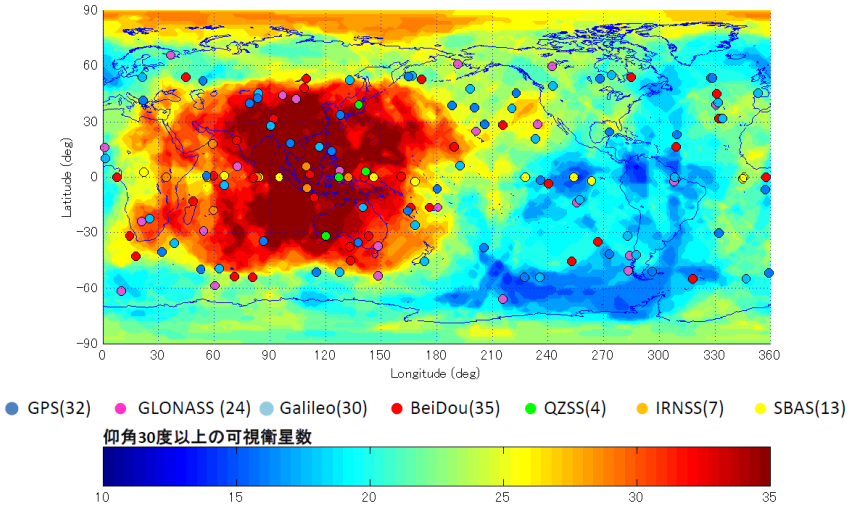 90
60
30
0
−30
−60
−90
Latitude (deg)
0 30 60 90 120 150 180 210 240 270 300 330 360
Longitude (deg)
GPS(32) GLONASS (24) Galileo(30) BeiDou(35) QZSS(4) IRNSS(7) SBAS(13)
仰角30度以上の可視衛星数
10 15 20 25 30 35